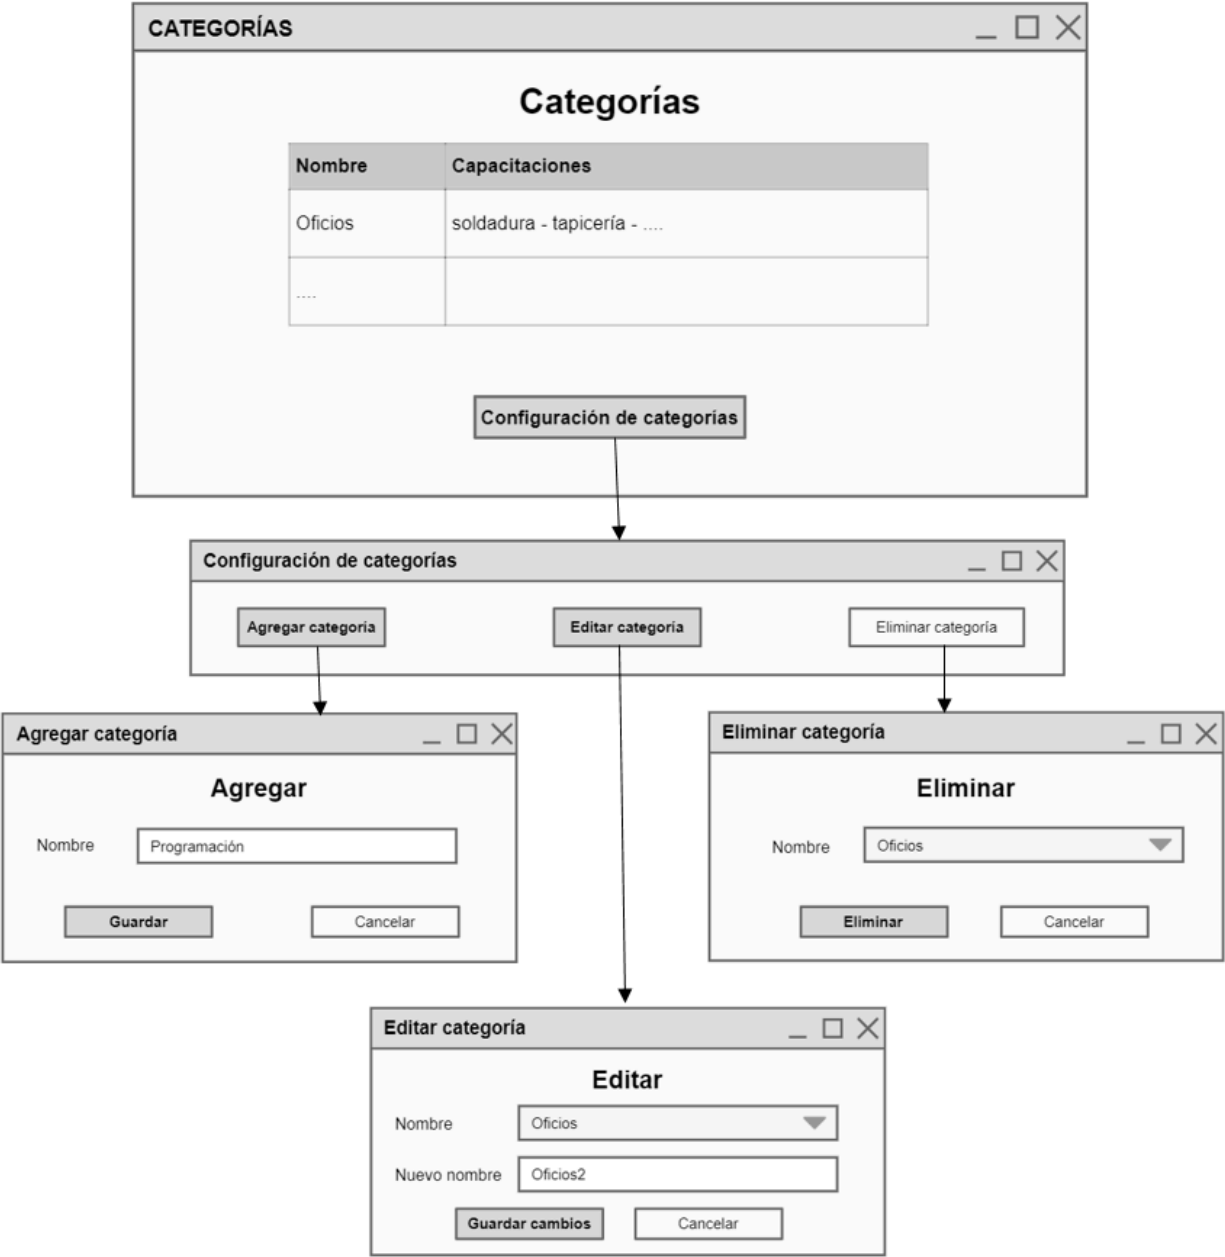 CATEGORÍAS
Categorías
Nombre Capacitaciones
Oficios soldadura - tapicería - ....
....
Configuración de categorías
Configuración de categorías
Agregar categoría Editar categoría Eliminar categoría
Agregar categoría
Agregar
Nombre Programación
Guardar Cancelar
Eliminar categoría
Eliminar
Nombre Oficios
Eliminar Cancelar
Editar categoría
Editar
Nombre Oficios
Nuevo nombre Oficios2
Guardar cambios Cancelar